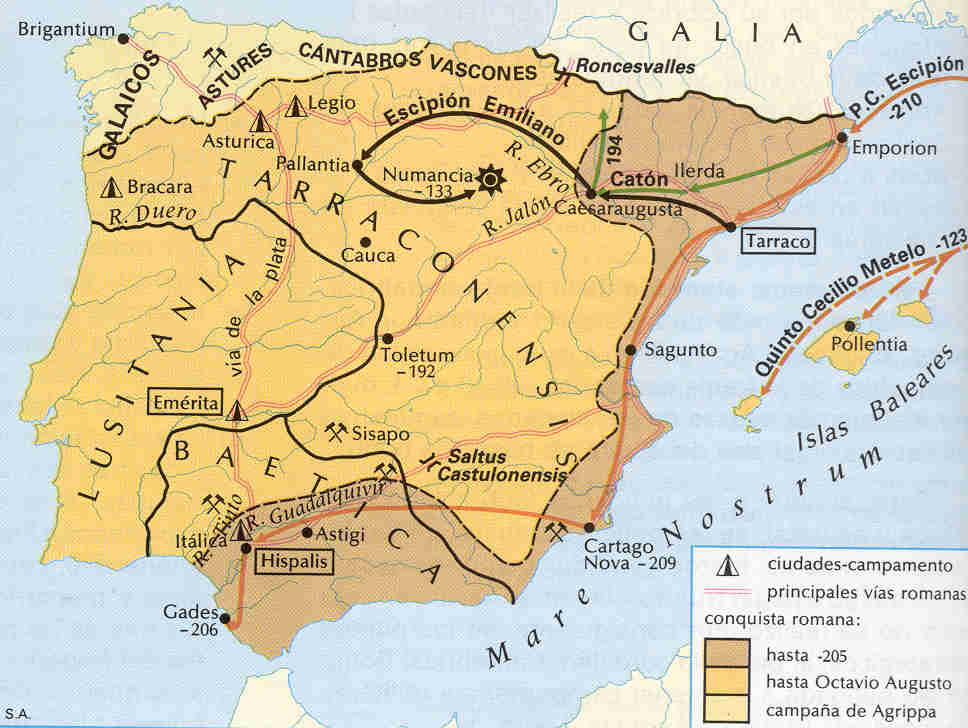 GALIA
Brigantium
GALAICOS
ASTURES
CÁNTABROS
VASCONES
Roncesvalles
P.C. Escipión
-210
Emporion
Legio
Asturica
Escipión Emiliano
194
Catón
Ilerda
Pallantia
Numancia
-133
R. Ebro
R. Jalón
Caesaraugusta
Tarraco
Bracara
R. Duero
TARRACONENSIS
Cauca
LUSITANIA
via de la plata
Toletum
-192
Sagunto
Quinto Cecilio Metelo
-123
Pollentia
Islas Baleares
Emérita
BAETICA
Sisapo
Saltus
Castulonensis
R. Guadalquivir
Itálica
Astigi
Hispalis
Cartago
Nova -209
Gades
-206
Mare Nostrum
ciudades-campamento
principales vías romanas
conquista romana:
hasta -205
hasta Octavio Augusto
campaña de Agrippa
S.A.